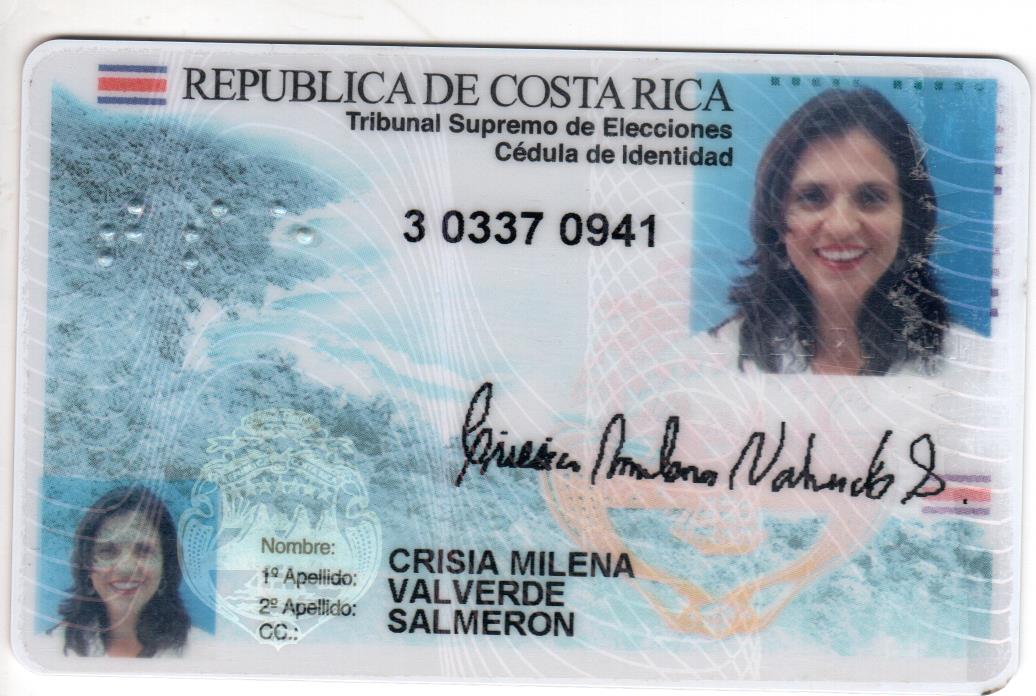 REPUBLICA DE COSTA RICA
Tribunal Supremo de Elecciones
Cédula de Identidad
3 0337 0941
Crisia Milena Valverde S.
Nombre: CRISIA MILENA
1º Apellido: VALVERDE
2º Apellido: SALMERON
CC.: